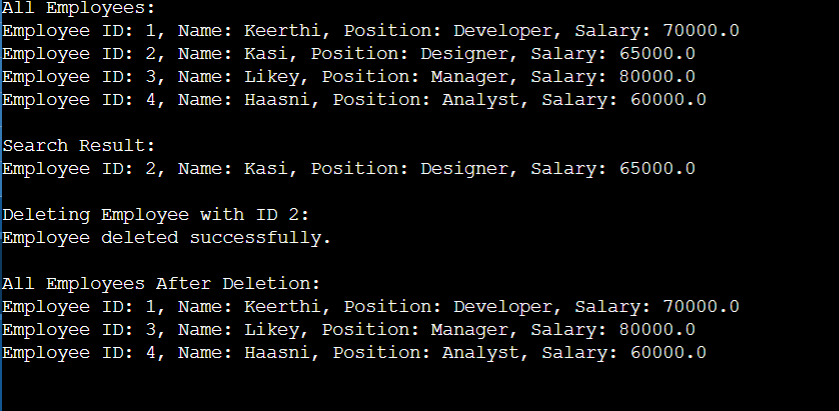 All Employees:
Employee ID: 1, Name: Keerthi, Position: Developer, Salary: 70000.0
Employee ID: 2, Name: Kasi, Position: Designer, Salary: 65000.0
Employee ID: 3, Name: Likey, Position: Manager, Salary: 80000.0
Employee ID: 4, Name: Haasni, Position: Analyst, Salary: 60000.0
Search Result:
Employee ID: 2, Name: Kasi, Position: Designer, Salary: 65000.0
Deleting Employee with ID 2:
Employee deleted successfully.
All Employees After Deletion:
Employee ID: 1, Name: Keerthi, Position: Developer, Salary: 70000.0
Employee ID: 3, Name: Likey, Position: Manager, Salary: 80000.0
Employee ID: 4, Name: Haasni, Position: Analyst, Salary: 60000.0